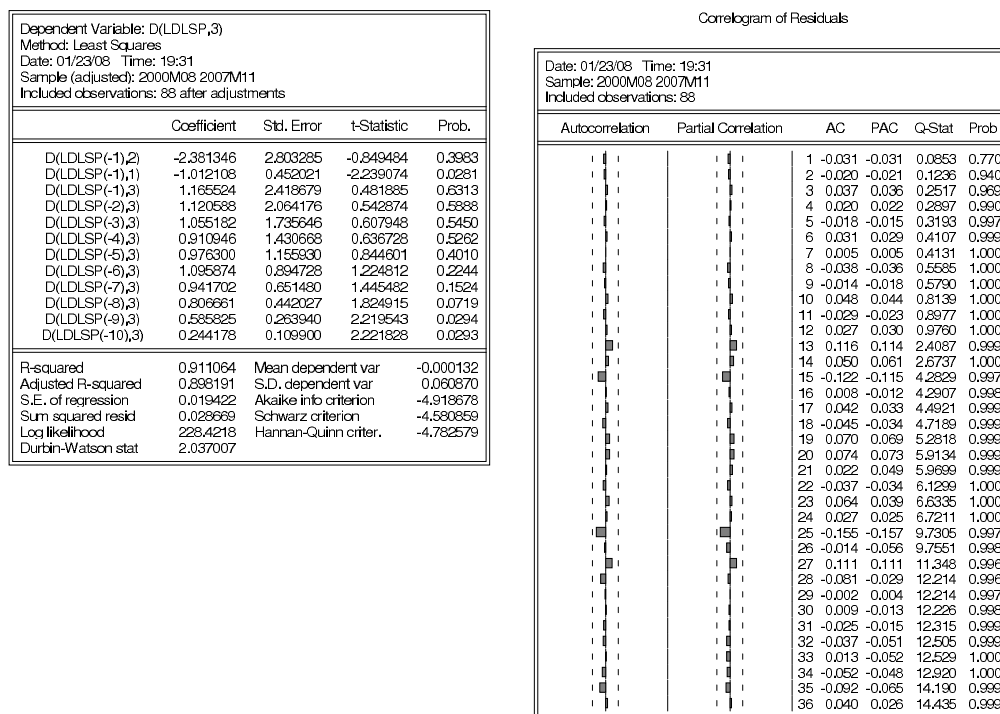 Dependent Variable: D(LDLSP,3)
Method: Least Squares
Date: 01/23/08 Time: 19:31
Sample (adjusted): 2000M08 2007M11
Included observations: 88 after adjustments
Coefficient Std. Error t-Statistic Prob.
D(LDLSP(-1),2) -2.381346 2.803285 -0.849484 0.3983
D(LDLSP(-1),1) -1.012108 0.452021 -2.239074 0.0281
D(LDLSP(-1),3) 1.165524 2.418679 0.481885 0.6313
D(LDLSP(-2),3) 1.120588 2.064176 0.542874 0.5888
D(LDLSP(-3),3) 1.055182 1.735646 0.607948 0.5450
D(LDLSP(-4),3) 0.910946 1.430668 0.636728 0.5262
D(LDLSP(-5),3) 0.976300 1.155930 0.844601 0.4010
D(LDLSP(-6),3) 1.095874 0.894728 1.224812 0.2244
D(LDLSP(-7),3) 0.941702 0.651480 1.445482 0.1524
D(LDLSP(-8),3) 0.806661 0.442027 1.824915 0.0719
D(LDLSP(-9),3) 0.585825 0.263940 2.219543 0.0294
D(LDLSP(-10),3) 0.244178 0.109900 2.221828 0.0293
R-squared 0.911064 Mean dependent var -0.000132
Adjusted R-squared 0.898191 S.D. dependent var 0.060870
S.E. of regression 0.019422 Akaike info criterion -4.918678
Sum squared resid 0.028669 Schwarz criterion -4.580859
Log likelihood 228.4218 Hannan-Quinn criter. -4.782579
Durbin-Watson stat 2.037007
Correlogram of Residuals
Date: 01/23/08 Time: 19:31
Sample: 2000M08 2007M11
Included observations: 88
Autocorrelation Partial Correlation AC PAC Q-Stat Prob
1 -0.031 -0.031 0.0853 0.770
2 -0.020 -0.021 0.1236 0.940
3 0.037 0.036 0.2517 0.969
4 0.020 0.022 0.2897 0.990
5 -0.018 -0.015 0.3193 0.997
6 0.031 0.029 0.4107 0.999
7 0.005 0.005 0.4131 1.000
8 -0.038 -0.036 0.5585 1.000
9 -0.014 -0.018 0.5790 1.000
10 0.048 0.044 0.8139 1.000
11 -0.029 -0.023 0.8977 1.000
12 0.027 0.030 0.9760 1.000
13 0.116 0.114 2.4087 0.999
14 0.050 0.061 2.6737 1.000
15 -0.122 -0.115 4.2829 0.997
16 0.008 -0.012 4.2907 0.998
17 0.042 0.033 4.4921 0.999
18 -0.045 -0.034 4.7189 0.999
19 0.070 0.069 5.2818 0.999
20 0.074 0.073 5.9134 0.999
21 0.022 0.049 5.9699 0.999
22 -0.037 -0.034 6.1299 1.000
23 0.064 0.039 6.6335 1.000
24 0.027 0.025 6.7211 1.000
25 -0.155 -0.157 9.7305 0.997
26 -0.014 -0.056 9.7551 0.998
27 0.111 0.111 11.348 0.996
28 -0.081 -0.029 12.214 0.996
29 -0.002 0.004 12.214 0.997
30 0.009 -0.013 12.226 0.998
31 -0.025 -0.015 12.315 0.999
32 -0.037 -0.051 12.505 0.999
33 0.013 -0.052 12.529 1.000
34 -0.052 -0.048 12.920 1.000
35 -0.092 -0.065 14.190 0.999
36 0.040 0.026 14.435 0.999